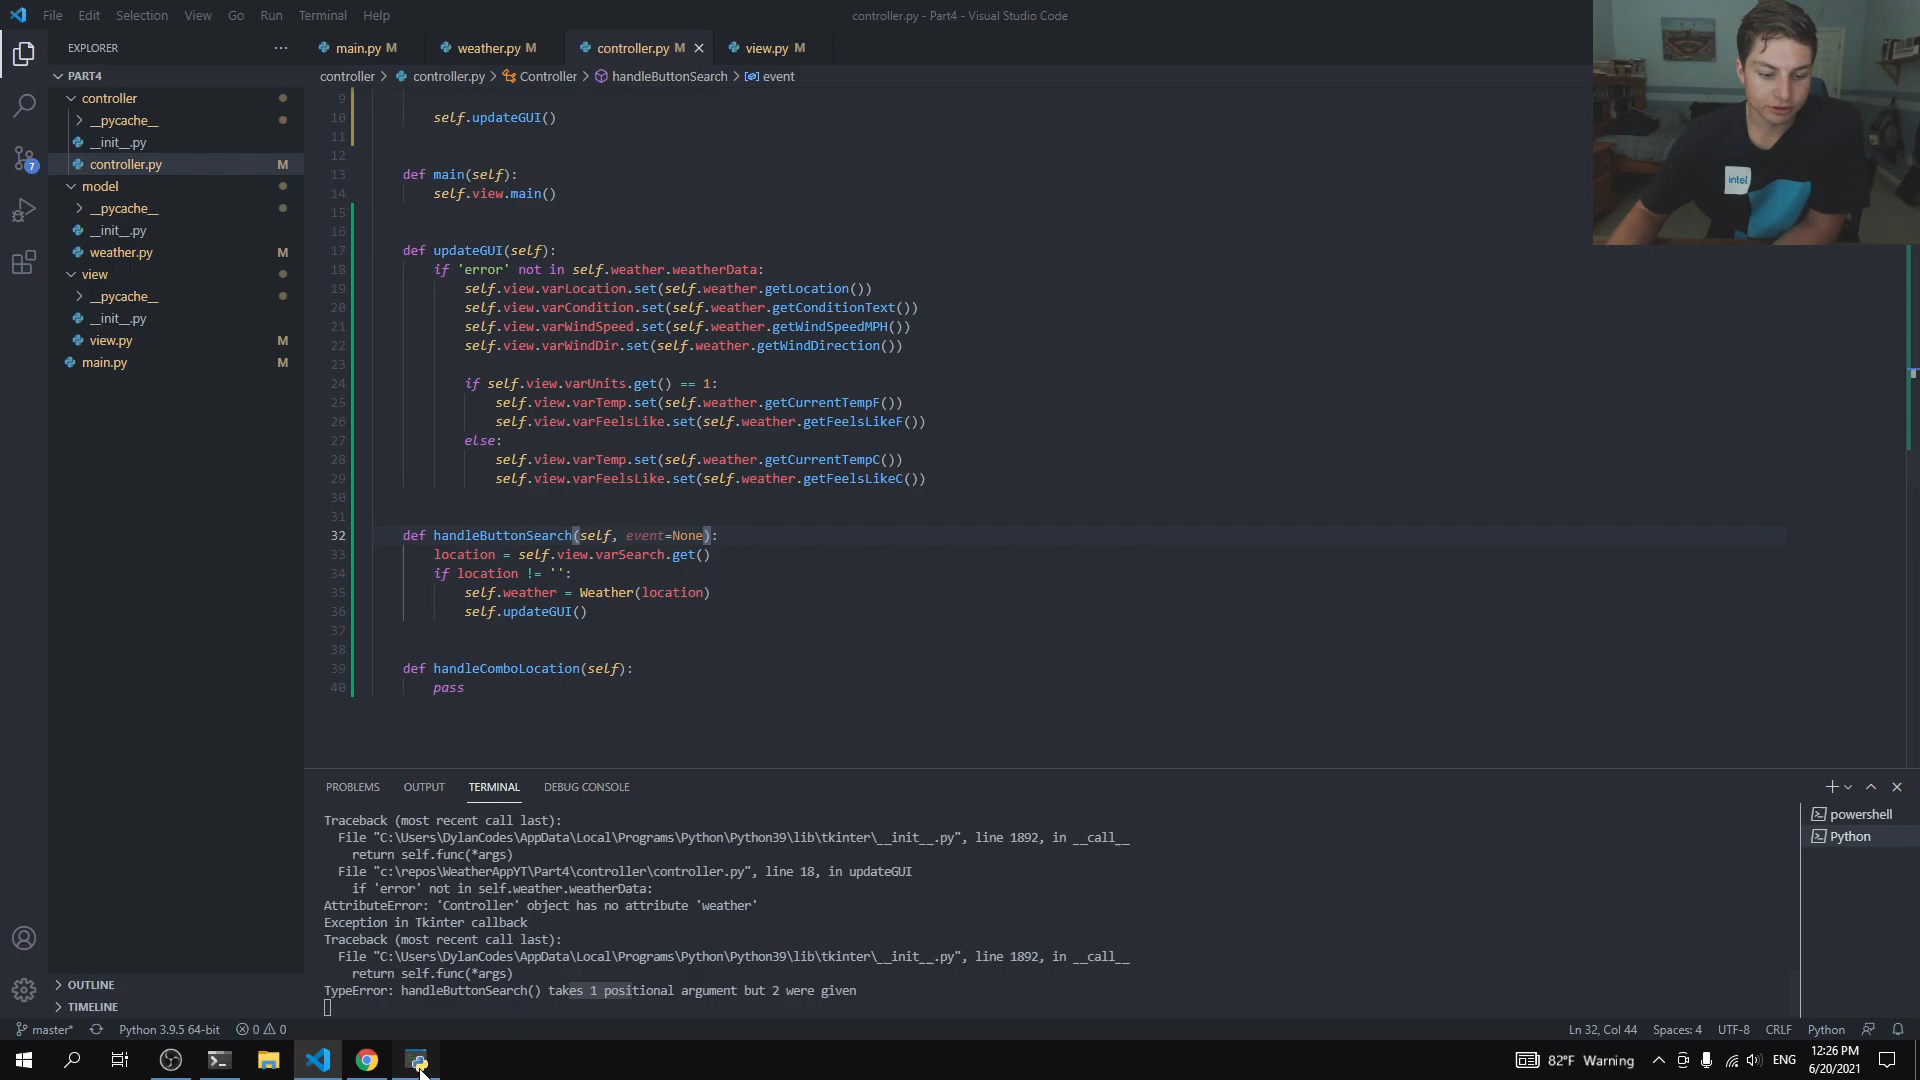 File Edit Selection View Go Run Terminal Help
controller.py - Part4 - Visual Studio Code
EXPLORER
main.py M
weather.py M
controller.py M
view.py M
PART4
controller > controller.py > Controller > handleButtonSearch > event
controller
__pycache__
__init__.py
controller.py M
model
__pycache__
__init__.py
weather.py M
view
__pycache__
__init__.py
view.py M
main.py M
7
9
10 self.updateGUI()
11
12
13 def main(self):
14 self.view.main()
15
16
17 def updateGUI(self):
18 if 'error' not in self.weather.weatherData:
19 self.view.varLocation.set(self.weather.getLocation())
20 self.view.varCondition.set(self.weather.getConditionText())
21 self.view.varWindSpeed.set(self.weather.getWindSpeedMPH())
22 self.view.varWindDir.set(self.weather.getWindDirection())
23
24 if self.view.varUnits.get() == 1:
25 self.view.varTemp.set(self.weather.getCurrentTempF())
26 self.view.varFeelsLike.set(self.weather.getFeelsLikeF())
27 else:
28 self.view.varTemp.set(self.weather.getCurrentTempC())
29 self.view.varFeelsLike.set(self.weather.getFeelsLikeC())
30
31
32 def handleButtonSearch(self, event=None):
33 location = self.view.varSearch.get()
34 if location != '':
35 self.weather = Weather(location)
36 self.updateGUI()
37
38
39 def handleComboLocation(self):
40 pass
intel
PROBLEMS OUTPUT TERMINAL DEBUG CONSOLE
Traceback (most recent call last):
File "C:\Users\DylanCodes\AppData\Local\Programs\Python\Python39\lib\tkinter\__init__.py", line 1892, in __call__
return self.func(*args)
File "c:\repos\WeatherAppYT\Part4\controller\controller.py", line 18, in updateGUI
if 'error' not in self.weather.weatherData:
AttributeError: 'Controller' object has no attribute 'weather'
Exception in Tkinter callback
Traceback (most recent call last):
File "C:\Users\DylanCodes\AppData\Local\Programs\Python\Python39\lib\tkinter\__init__.py", line 1892, in __call__
return self.func(*args)
TypeError: handleButtonSearch() takes 1 positional argument but 2 were given
powershell
Python
OUTLINE
TIMELINE
master* Python 3.9.5 64-bit 0 0
Ln 32, Col 44 Spaces: 4 UTF-8 CRLF Python
82°F Warning ENG
12:26 PM
6/20/2021